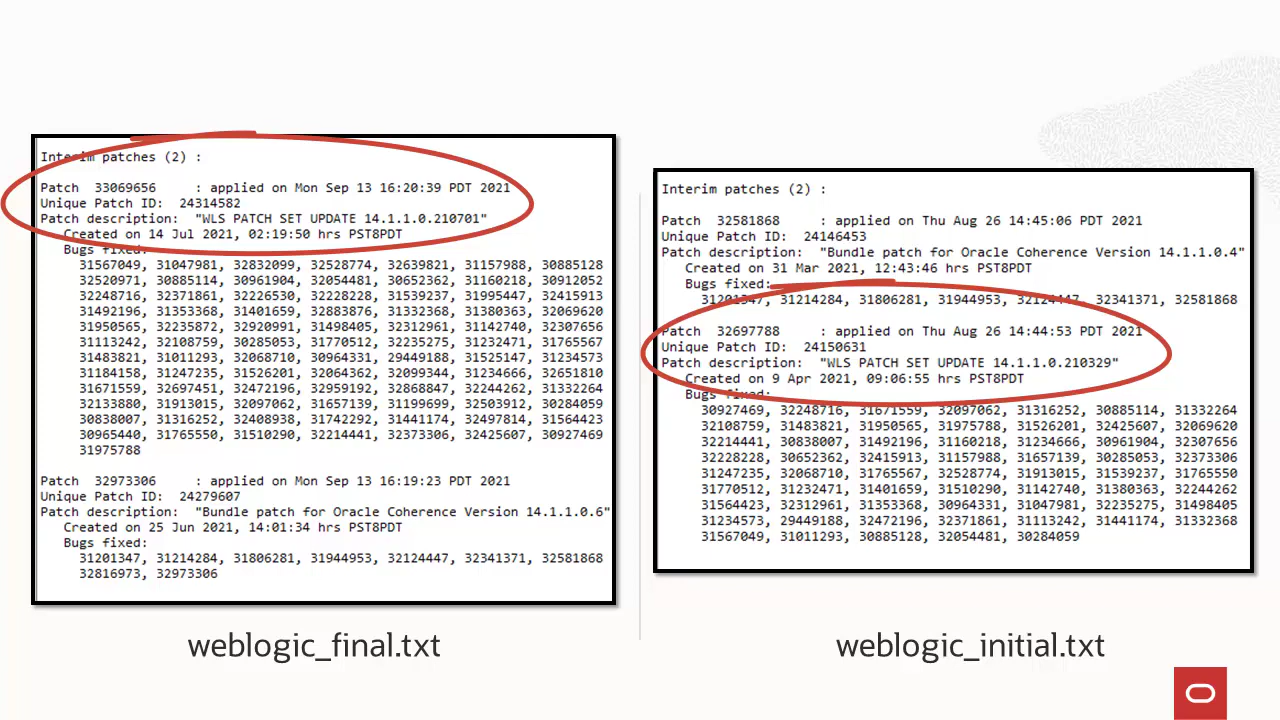 Interim patches (2) :
Patch 33069656 : applied on Mon Sep 13 16:20:39 PDT 2021
Unique Patch ID: 24314582
Patch description: "WLS PATCH SET UPDATE 14.1.1.0.210701"
Created on 14 Jul 2021, 02:19:50 hrs PST8PDT
Bugs fixed:
31567049, 31047981, 32832099, 32528774, 32639821, 31157988, 30885128
32520971, 30885114, 30961904, 32054481, 30652362, 31160218, 30912052
32248716, 32371861, 32226530, 32228228, 31539237, 31995447, 32415913
31492196, 31353368, 31401659, 32883876, 31332368, 31380363, 32069620
31950565, 32235872, 32920991, 31498405, 32312961, 31142740, 32307656
31113242, 32108759, 30285053, 31770512, 32235275, 31232471, 31765567
31483821, 31011293, 32068710, 30964331, 29449188, 31525147, 31234573
31184158, 31247235, 31526201, 32064362, 32099344, 31234666, 32651810
31671559, 32697451, 32472196, 32959192, 32868847, 32244262, 31332264
32133880, 31913015, 32097062, 31657139, 31199699, 32503912, 30284059
30838007, 31316252, 32408938, 31742292, 31441174, 32497814, 31564423
30965440, 31765550, 31510290, 32214441, 32373306, 32425607, 30927469
31975788
Patch 32973306 : applied on Mon Sep 13 16:19:23 PDT 2021
Unique Patch ID: 24279607
Patch description: "Bundle patch for Oracle Coherence Version 14.1.1.0.6"
Created on 25 Jun 2021, 14:01:34 hrs PST8PDT
Bugs fixed:
31201347, 31214284, 31806281, 31944953, 32124447, 32341371, 32581868
32816973, 32973306
weblogic_final.txt
Interim patches (2) :
Patch 32581868 : applied on Thu Aug 26 14:45:06 PDT 2021
Unique Patch ID: 24146453
Patch description: "Bundle patch for Oracle Coherence Version 14.1.1.0.4"
Created on 31 Mar 2021, 12:43:46 hrs PST8PDT
Bugs fixed:
31201347, 31214284, 31806281, 31944953, 32124447, 32341371, 32581868
Patch 32697788 : applied on Thu Aug 26 14:44:53 PDT 2021
Unique Patch ID: 24150631
Patch description: "WLS PATCH SET UPDATE 14.1.1.0.210329"
Created on 9 Apr 2021, 09:06:55 hrs PST8PDT
Bugs fixed:
30927469, 32248716, 31671559, 32097062, 31316252, 30885114, 31332264
32108759, 31483821, 31950565, 31975788, 31526201, 32425607, 32069620
32214441, 30838007, 31492196, 31160218, 31234666, 30961904, 32307656
32228228, 30652362, 32415913, 31157988, 31657139, 30285053, 32373306
31247235, 32068710, 31765567, 32528774, 31913015, 31539237, 31765550
31770512, 31232471, 31401659, 31510290, 31142740, 31380363, 32244262
31564423, 32312961, 31353368, 30964331, 31047981, 32235275, 31498405
31234573, 29449188, 32472196, 32371861, 31113242, 31441174, 31332368
31567049, 31011293, 30885128, 32054481, 30284059
weblogic_initial.txt